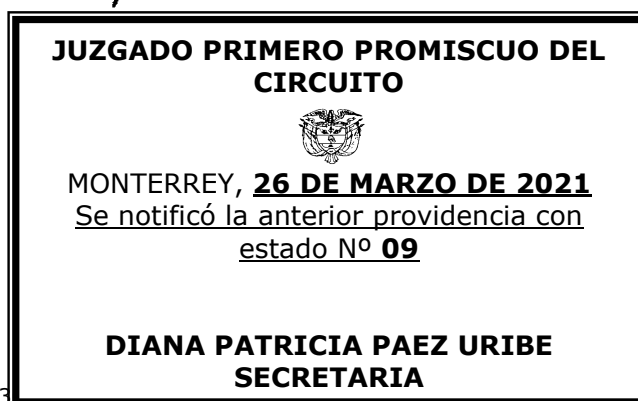 JUZGADO PRIMERO PROMISCUO DEL
CIRCUITO
MONTERREY, 26 DE MARZO DE 2021
Se notificó la anterior providencia con
estado Nº 09
DIANA PATRICIA PAEZ URIBE
SECRETARIA
3